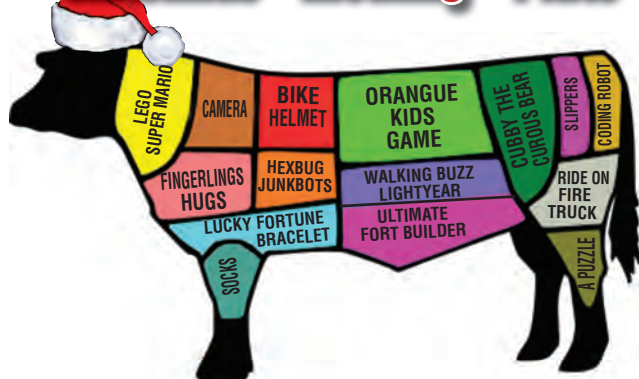 LEGO
SUPER MARIO
CAMERA
BIKE
HELMET
ORANGUE
KIDS
GAME
CUBBY THE
CUROUS BEAR
SLIPPERS
CODING ROBOT
FINGERLINGS
HUGS
HEXBUG
JUNKBOTS
WALKING BUZZ
LIGHTYEAR
RIDE ON
FIRE
TRUCK
LUCKY FORTUNE
BRACELET
ULTIMATE
FORT BUILDER
SOCKS
A PUZZLE